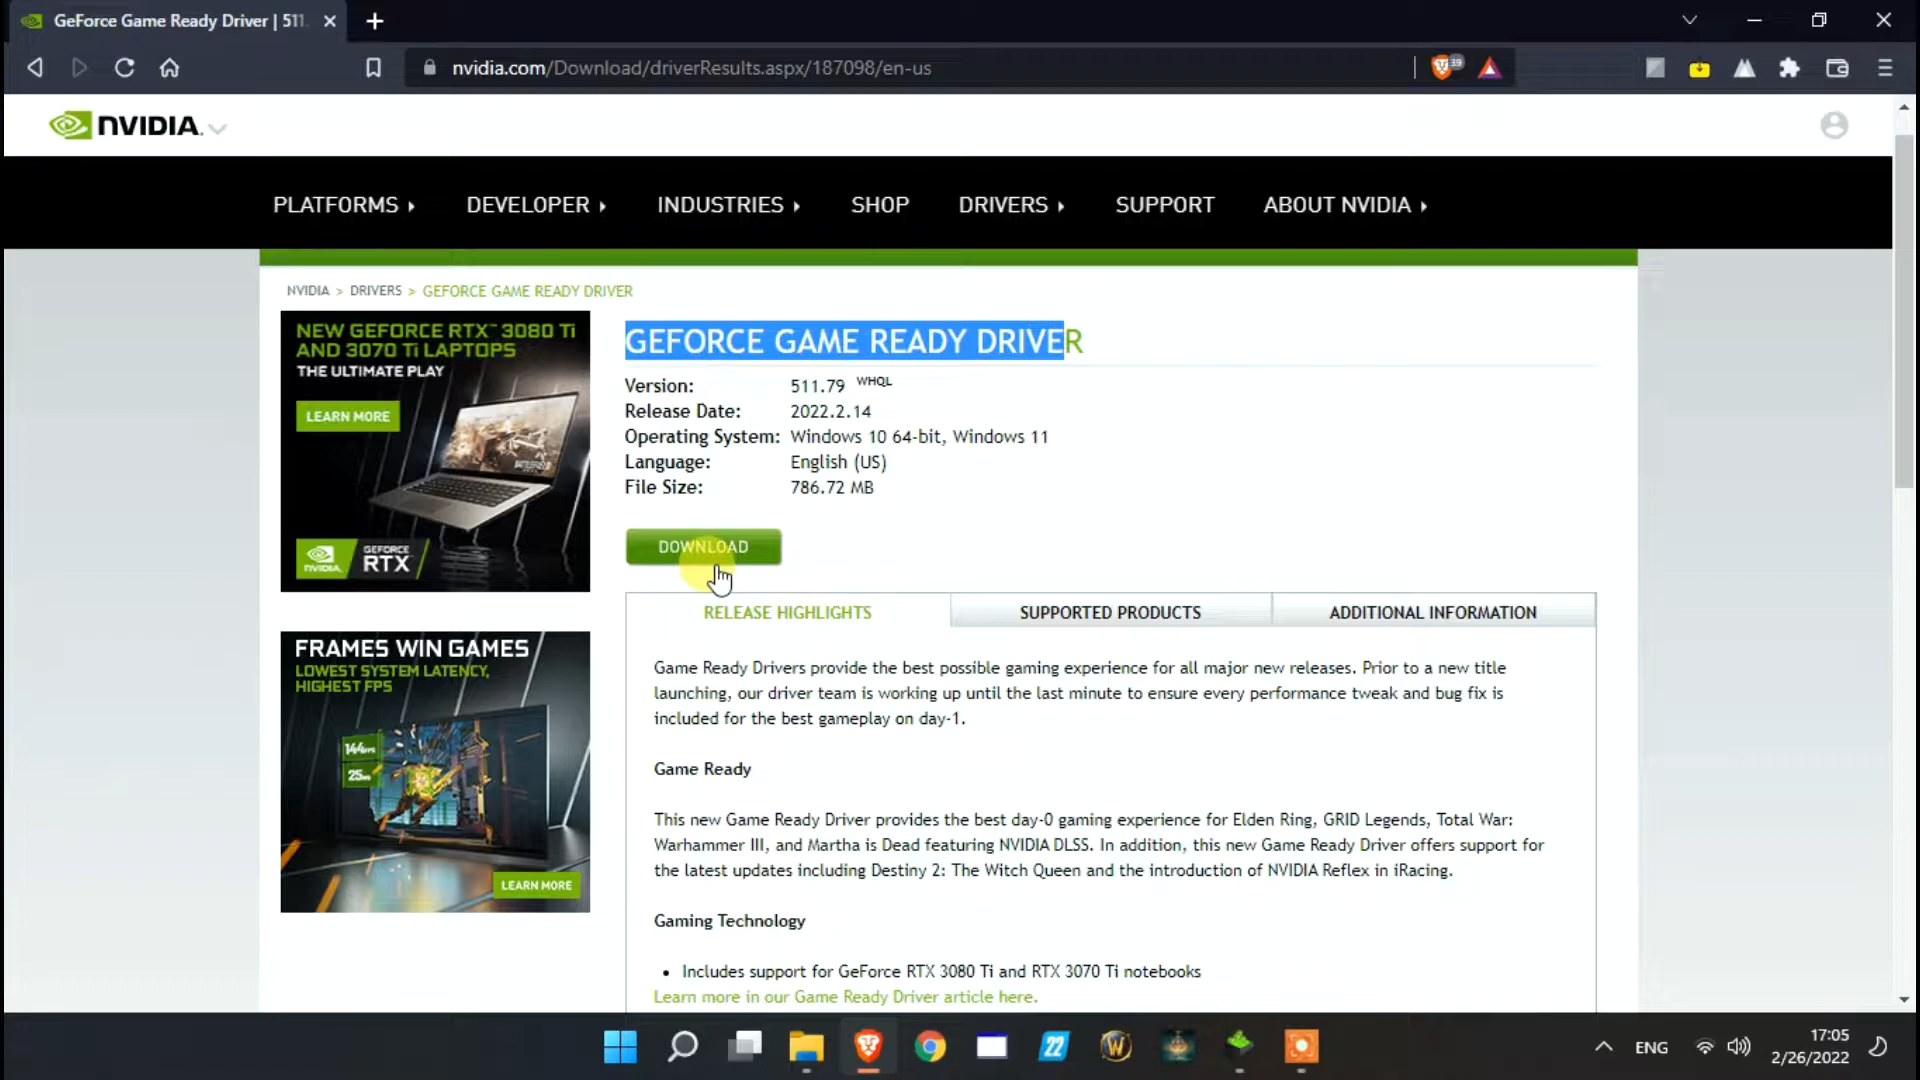 GeForce Game Ready Driver | 511
nvidia.com/Download/driverResults.aspx/187098/en-us
39
NVIDIA.
PLATFORMS
DEVELOPER
INDUSTRIES
SHOP
DRIVERS
SUPPORT
ABOUT NVIDIA
NVIDIA > DRIVERS > GEFORCE GAME READY DRIVER
NEW GEFORCE RTX™ 3080 Ti
AND 3070 Ti LAPTOPS
THE ULTIMATE PLAY
LEARN MORE
BATTLEFIELD
NVIDIA.
GEFORCE
RTX
FRAMES WIN GAMES
LOWEST SYSTEM LATENCY,
HIGHEST FPS
144FPS
25ms
LEARN MORE
GEFORCE GAME READY DRIVER
Version: 511.79 WHQL
Release Date: 2022.2.14
Operating System: Windows 10 64-bit, Windows 11
Language: English (US)
File Size: 786.72 MB
DOWNLOAD
RELEASE HIGHLIGHTS
SUPPORTED PRODUCTS
ADDITIONAL INFORMATION
Game Ready Drivers provide the best possible gaming experience for all major new releases. Prior to a new title
launching, our driver team is working up until the last minute to ensure every performance tweak and bug fix is
included for the best gameplay on day-1.
Game Ready
This new Game Ready Driver provides the best day-0 gaming experience for Elden Ring, GRID Legends, Total War:
Warhammer III, and Martha is Dead featuring NVIDIA DLSS. In addition, this new Game Ready Driver offers support for
the latest updates including Destiny 2: The Witch Queen and the introduction of NVIDIA Reflex in iRacing.
Gaming Technology
• Includes support for GeForce RTX 3080 Ti and RTX 3070 Ti notebooks
Learn more in our Game Ready Driver article here.
22
W
ENG
17:05
2/26/2022